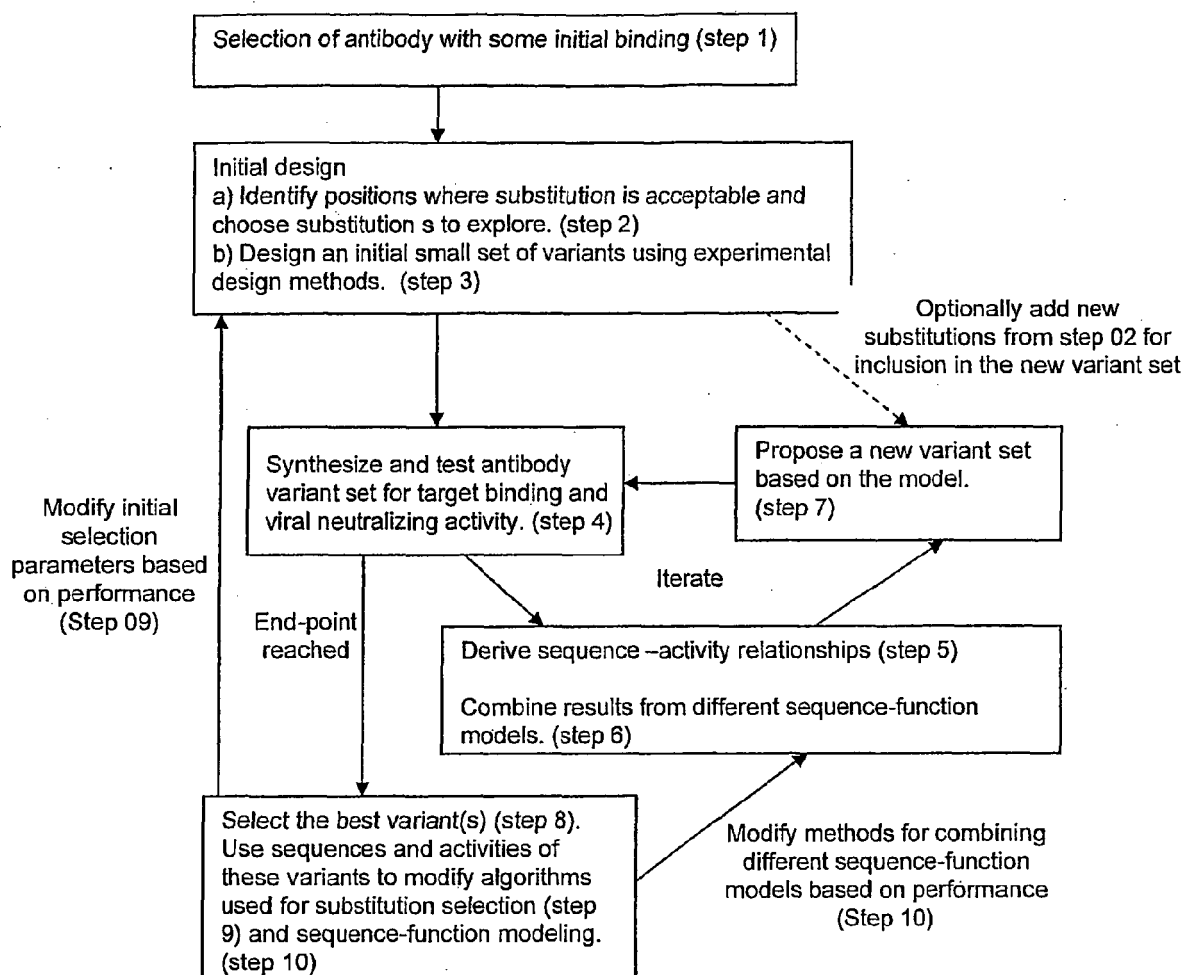 Selection of antibody with some initial binding (step 1)
Initial design
a) Identify positions where substitution is acceptable and
choose substitution s to explore. (step 2)
b) Design an initial small set of variants using experimental
design methods. (step 3)
Optionally add new
substitutions from step 02 for
inclusion in the new variant set
Synthesize and test antibody
variant set for target binding and
viral neutralizing activity. (step 4)
Propose a new variant set
based on the model.
(step 7)
Modify initial
selection
parameters based
on performance
(Step 09)
Iterate
End-point
reached
Derive sequence –activity relationships (step 5)
Combine results from different sequence-function
models. (step 6)
Select the best variant(s) (step 8).
Use sequences and activities of
these variants to modify algorithms
used for substitution selection (step
9) and sequence-function modeling.
(step 10)
Modify methods for combining
different sequence-function
models based on performance
(Step 10)